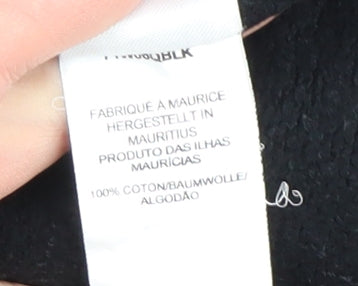 FABRIQUE A MAURICE
HERGESTELLT IN
MAURITIUS
PRODUTO DAS ILHAS
MAURÍCIAS
100% COTON/BAUMWOLLE/
ALGODÃO